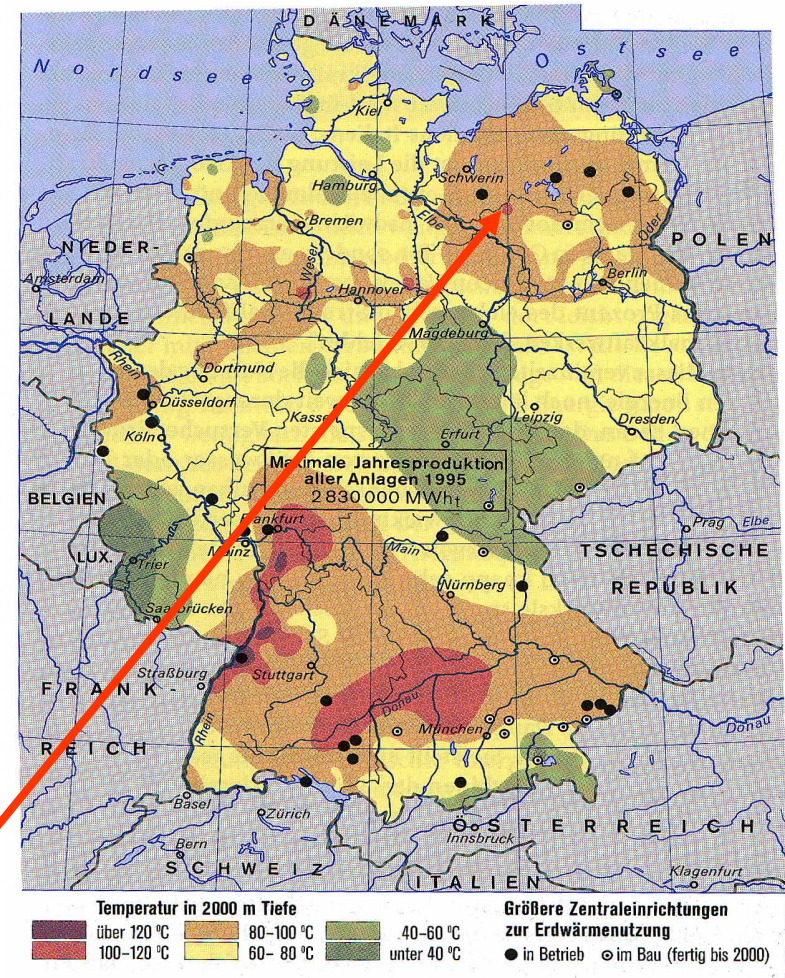 DÄNEMARK
Nordsee
Ostsee
Kiel
Schwerin
Hamburg
Elbe
Bremen
Weser
Oder
POLEN
NIEDER-
LANDE
Amsterdam
Hannover
Berlin
Magdeburg
Rhein
Dortmund
Düsseldorf
Köln
Kasse
Leipzig
Dresden
Erfurt
Maximale Jahresproduktion
aller Anlagen 1995
2830000 MWht
BELGIEN
LUX.
Trier
Frankfurt
Mainz
Main
Prag
Elbe
TSCHECHISCHE
REPUBLIK
Nürnberg
Saarbrücken
Straßburg
Stuttgart
FRANK-
REICH
Rhein
Donau
München
Donau
Basel
Zürich
Bern
SCHWEIZ
ÖSTERREICH
Innsbruck
ITALIEN
Klagenfurt
Temperatur in 2000 m Tiefe
über 120 °C
80-100 °C
40-60 °C
100-120 °C
60-80 °C
unter 40 °C
Größere Zentraleinrichtungen
zur Erdwärmenutzung
in Betrieb
im Bau (fertig bis 2000)